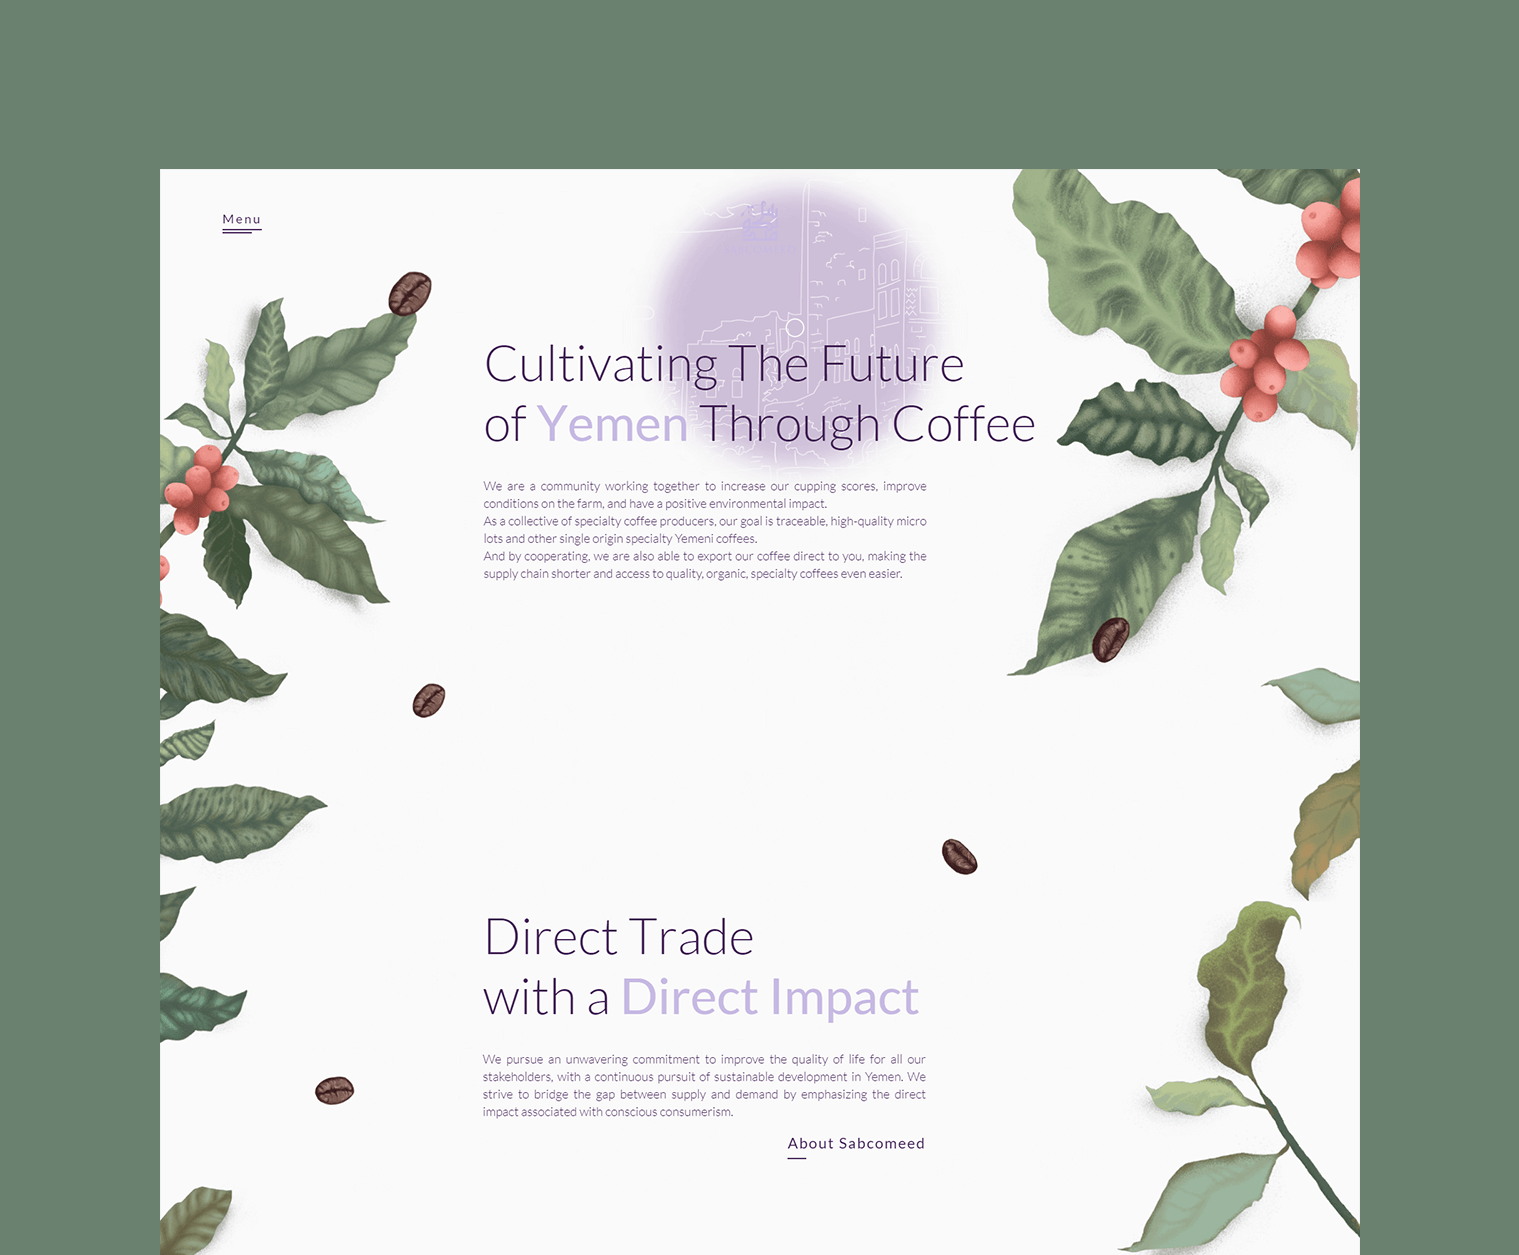 Menu
Cultivating The Future
of Yemen Through Coffee
We are a community working together to increase our cupping scores, improve
conditions on the farm, and have a positive environmental impact.
As a collective of specialty coffee producers, our goal is traceable, high-quality micro
lots and other single origin specialty Yemeni coffees.
And by cooperating, we are also able to export our coffee direct to you, making the
supply chain shorter and access to quality, organic, specialty coffees even easier.
Direct Trade
with a Direct Impact
We pursue an unwavering commitment to improve the quality of life for all our
stakeholders, with a continuous pursuit of sustainable development in Yemen. We
strive to bridge the gap between supply and demand by emphasizing the direct
impact associated with conscious consumerism.
About Sabcomeed